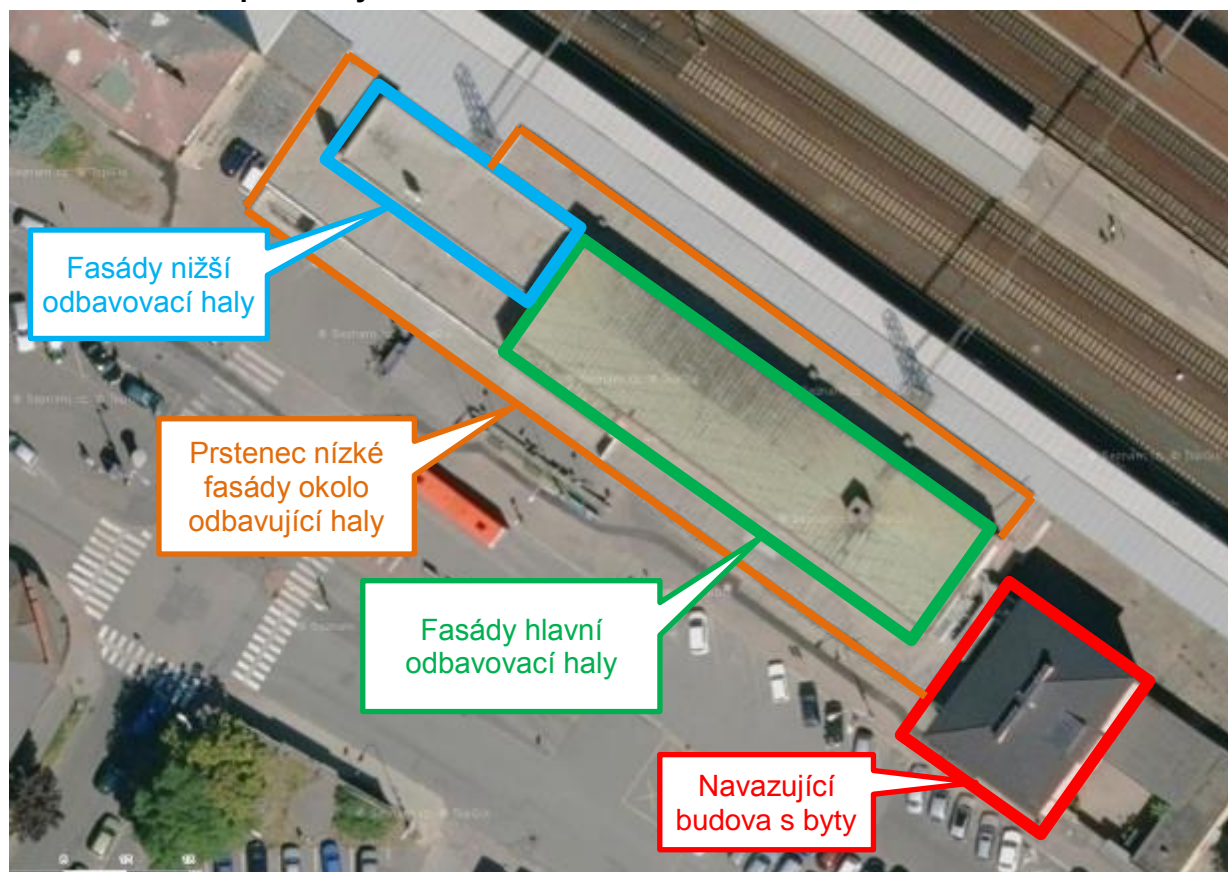 Fasády nižší
odbavovací haly
Prstenec nízké
fasády okolo
odbavující haly
Fasády hlavní
odbavovací haly
Navazující
budova s byty